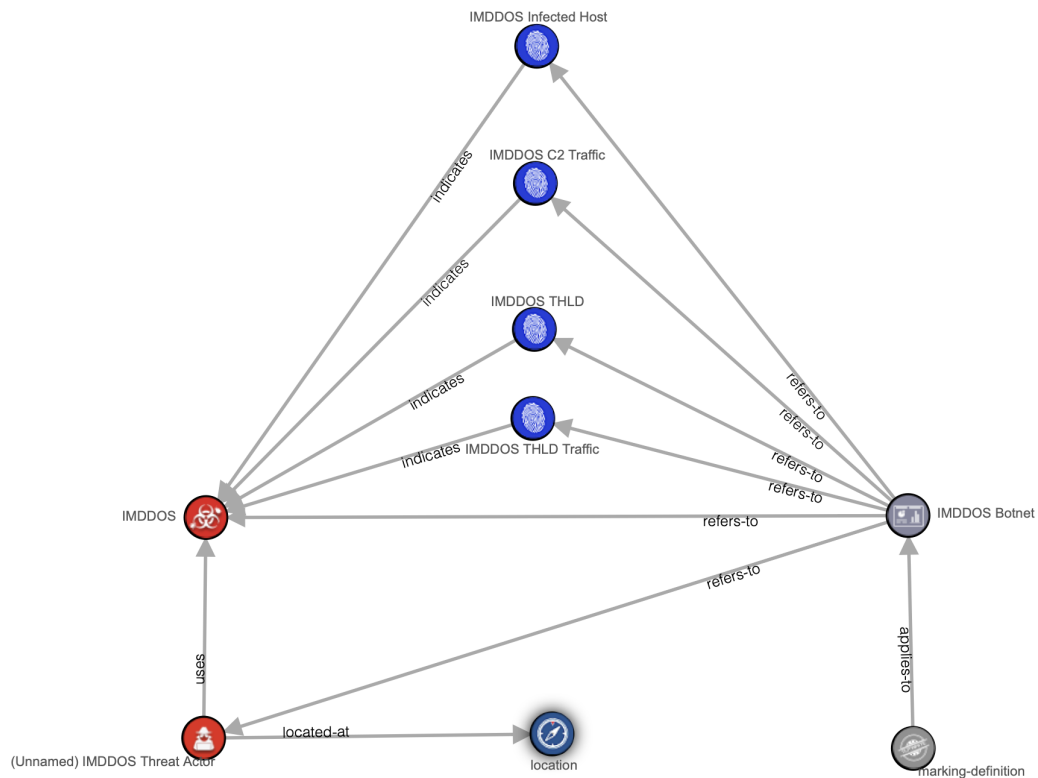 IMDDOS Infected Host
indicates
IMDDOS C2 Traffic
indicates
IMDDOS THLD
refers-to
indicates
refers-to
IMDDOS THLD Traffic
indicates
refers-to
refers-to
IMDDOS
refers-to
IMDDOS Botnet
refers-to
uses
applies-to
located-at
(Unnamed) IMDDOS Threat Actor
location
marking-definition